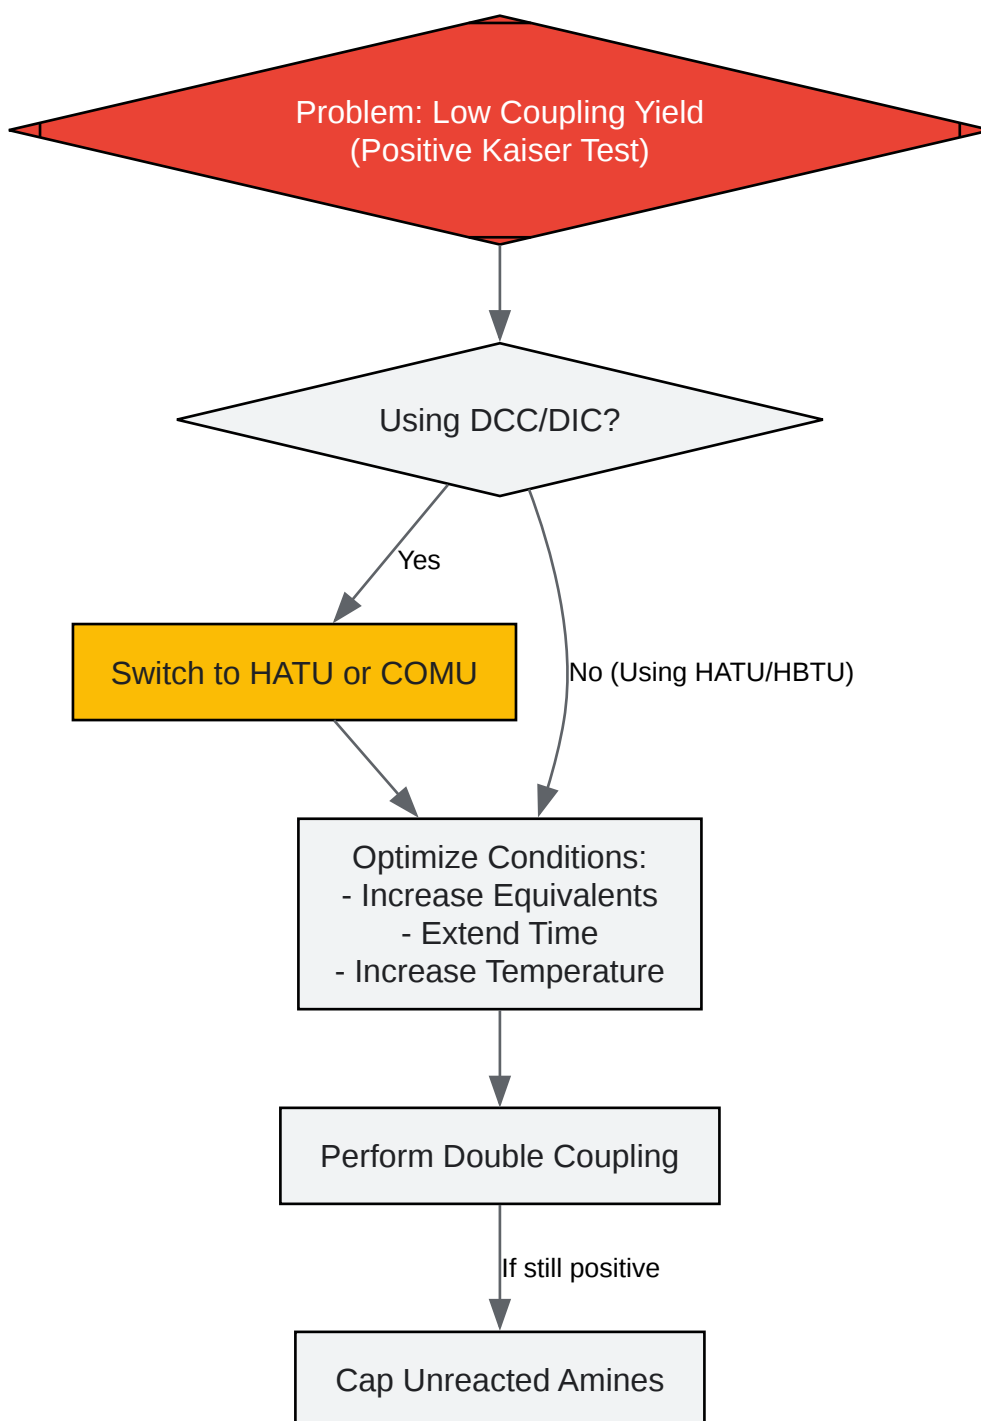 Problem: Low Coupling Yield
(Positive Kaiser Test)
Using DCC/DIC?
Yes
Switch to HATU or COMU
No (Using HATU/HBTU)
Optimize Conditions:
- Increase Equivalents
- Extend Time
- Increase Temperature
Perform Double Coupling
If still positive
Cap Unreacted Amines